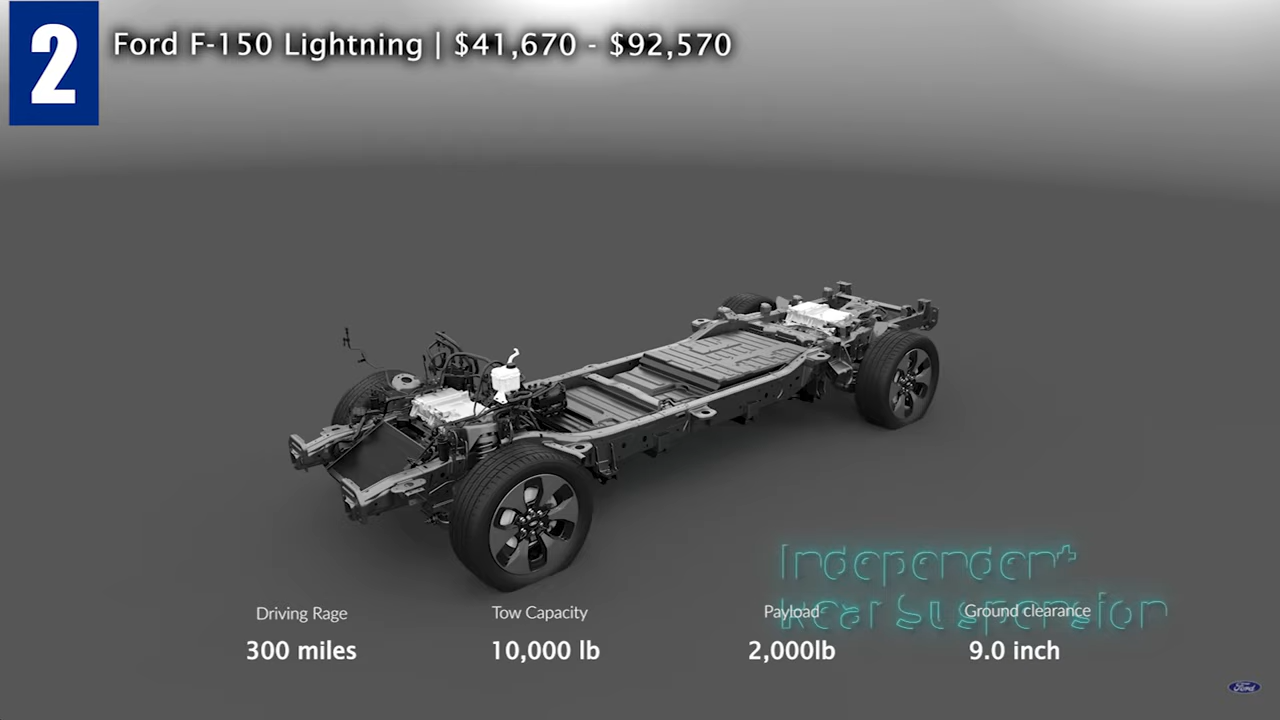 2
Ford F-150 Lightning | $41,670 - $92,570
Independent
Rear Suspension
Driving Rage
Tow Capacity
Payload
Ground clearance
300 miles
10,000 lb
2,000lb
9.0 inch
Ford